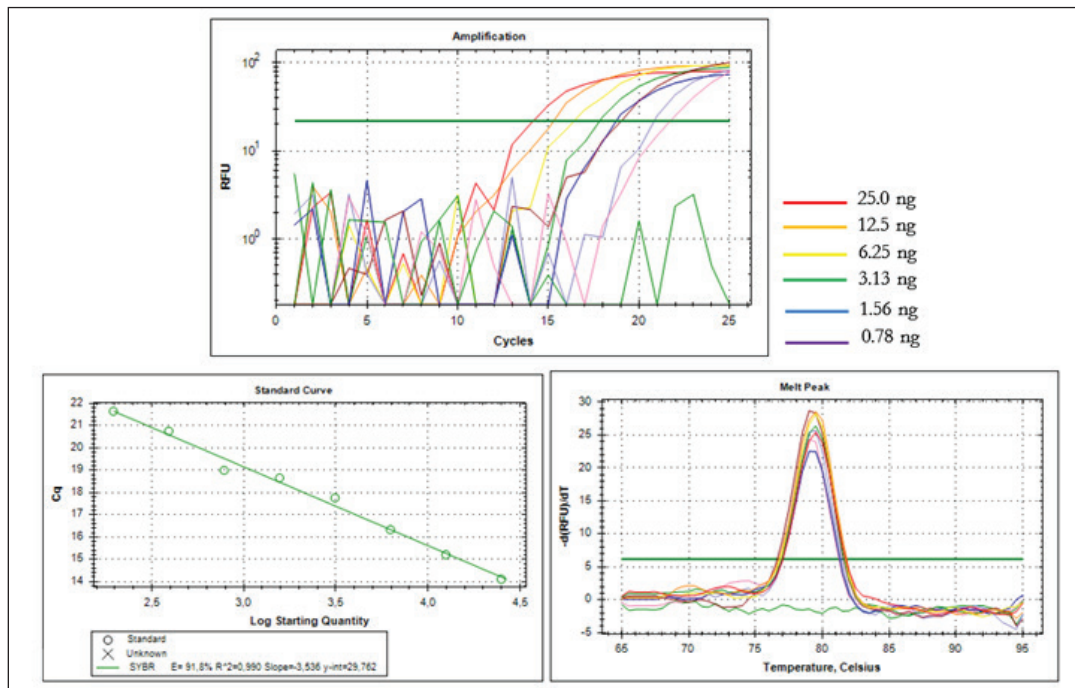 Amplification
10²
10¹
10⁰
RFU
0 5 10 15 20 25
Cycles
25.0 ng
12.5 ng
6.25 ng
3.13 ng
1.56 ng
0.78 ng
Standard Curve
22
21
20
19
18
17
16
15
14
Cq
2,5 3,0 3,5 4,0 4,5
Log Starting Quantity
Standard
Unknown
SYBR E= 91,8% R^2=0,990 Slope=-3,536 y-int=29,762
Melt Peak
30
25
20
15
10
5
0
-5
-d(RFU)/dT
65 70 75 80 85 90 95
Temperature, Celsius